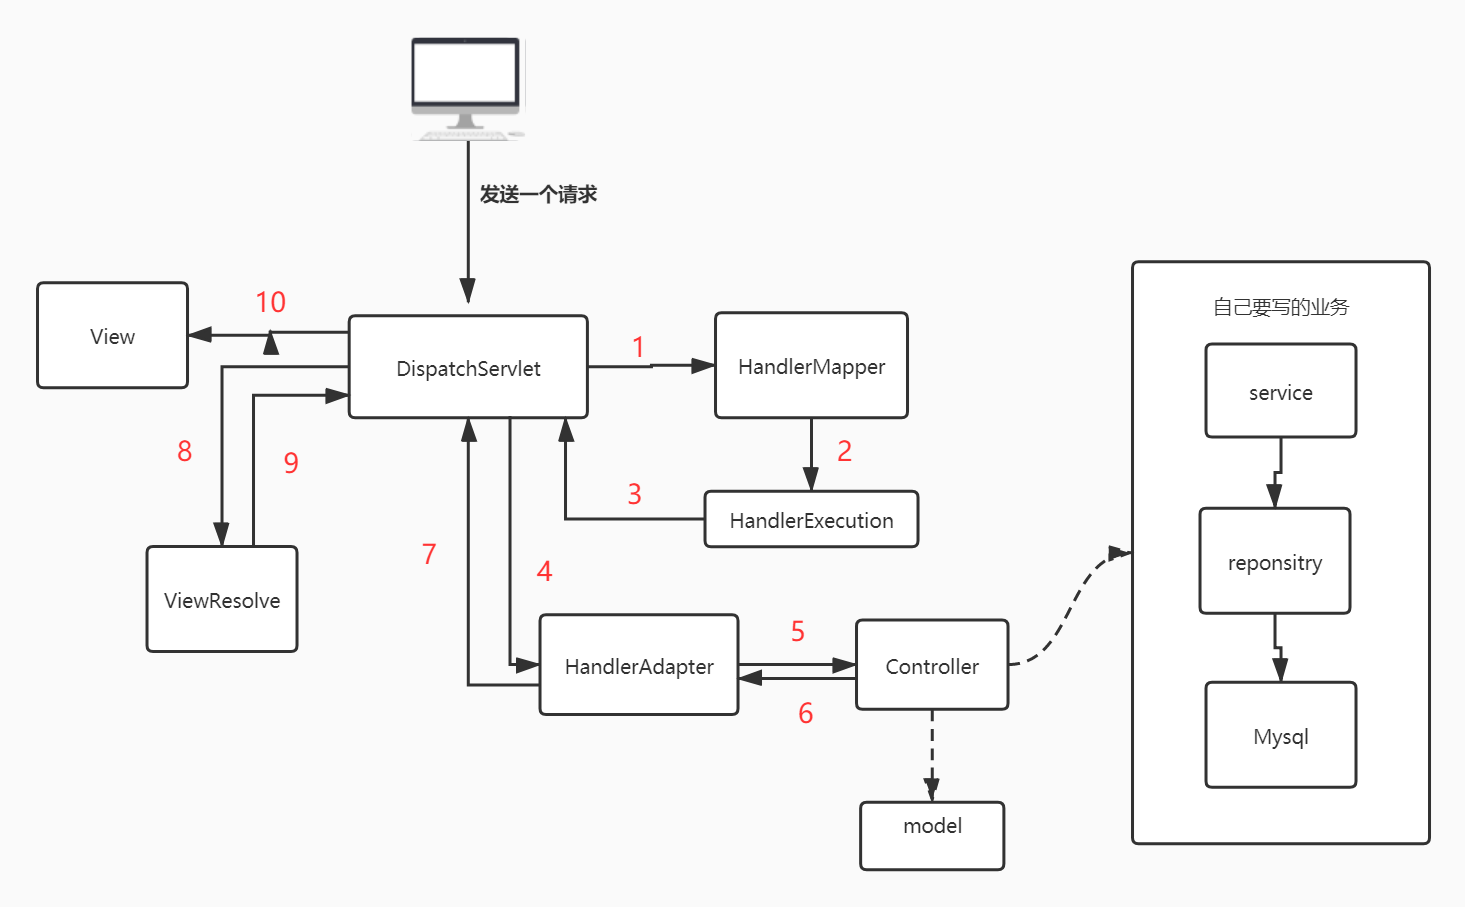 发送一个请求
10
View
DispatchServlet
1
HandlerMapper
自己要写的业务
service
8
9
2
3
HandlerExecution
7
4
reponsitry
ViewResolve
5
HandlerAdapter
Controller
6
Mysql
model